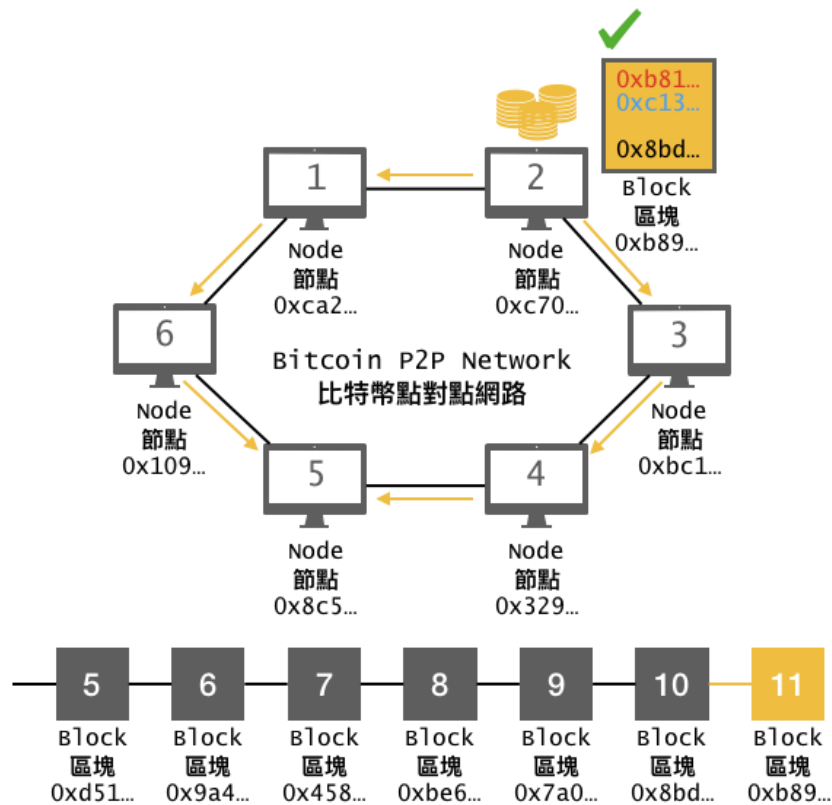 0xb81…
0xc13…
0x8bd…
Block
區塊
0xb89…
1
Node
節點
0xca2…
2
Node
節點
0xc70…
6
Node
節點
0x109…
Bitcoin P2P Network
比特幣點對點網路
3
Node
節點
0xbc1…
5
Node
節點
0x8c5…
4
Node
節點
0x329…
5
Block
區塊
0xd51…
6
Block
區塊
0x9a4…
7
Block
區塊
0x458…
8
Block
區塊
0xbe6…
9
Block
區塊
0x7a0…
10
Block
區塊
0x8bd…
11
Block
區塊
0xb89…